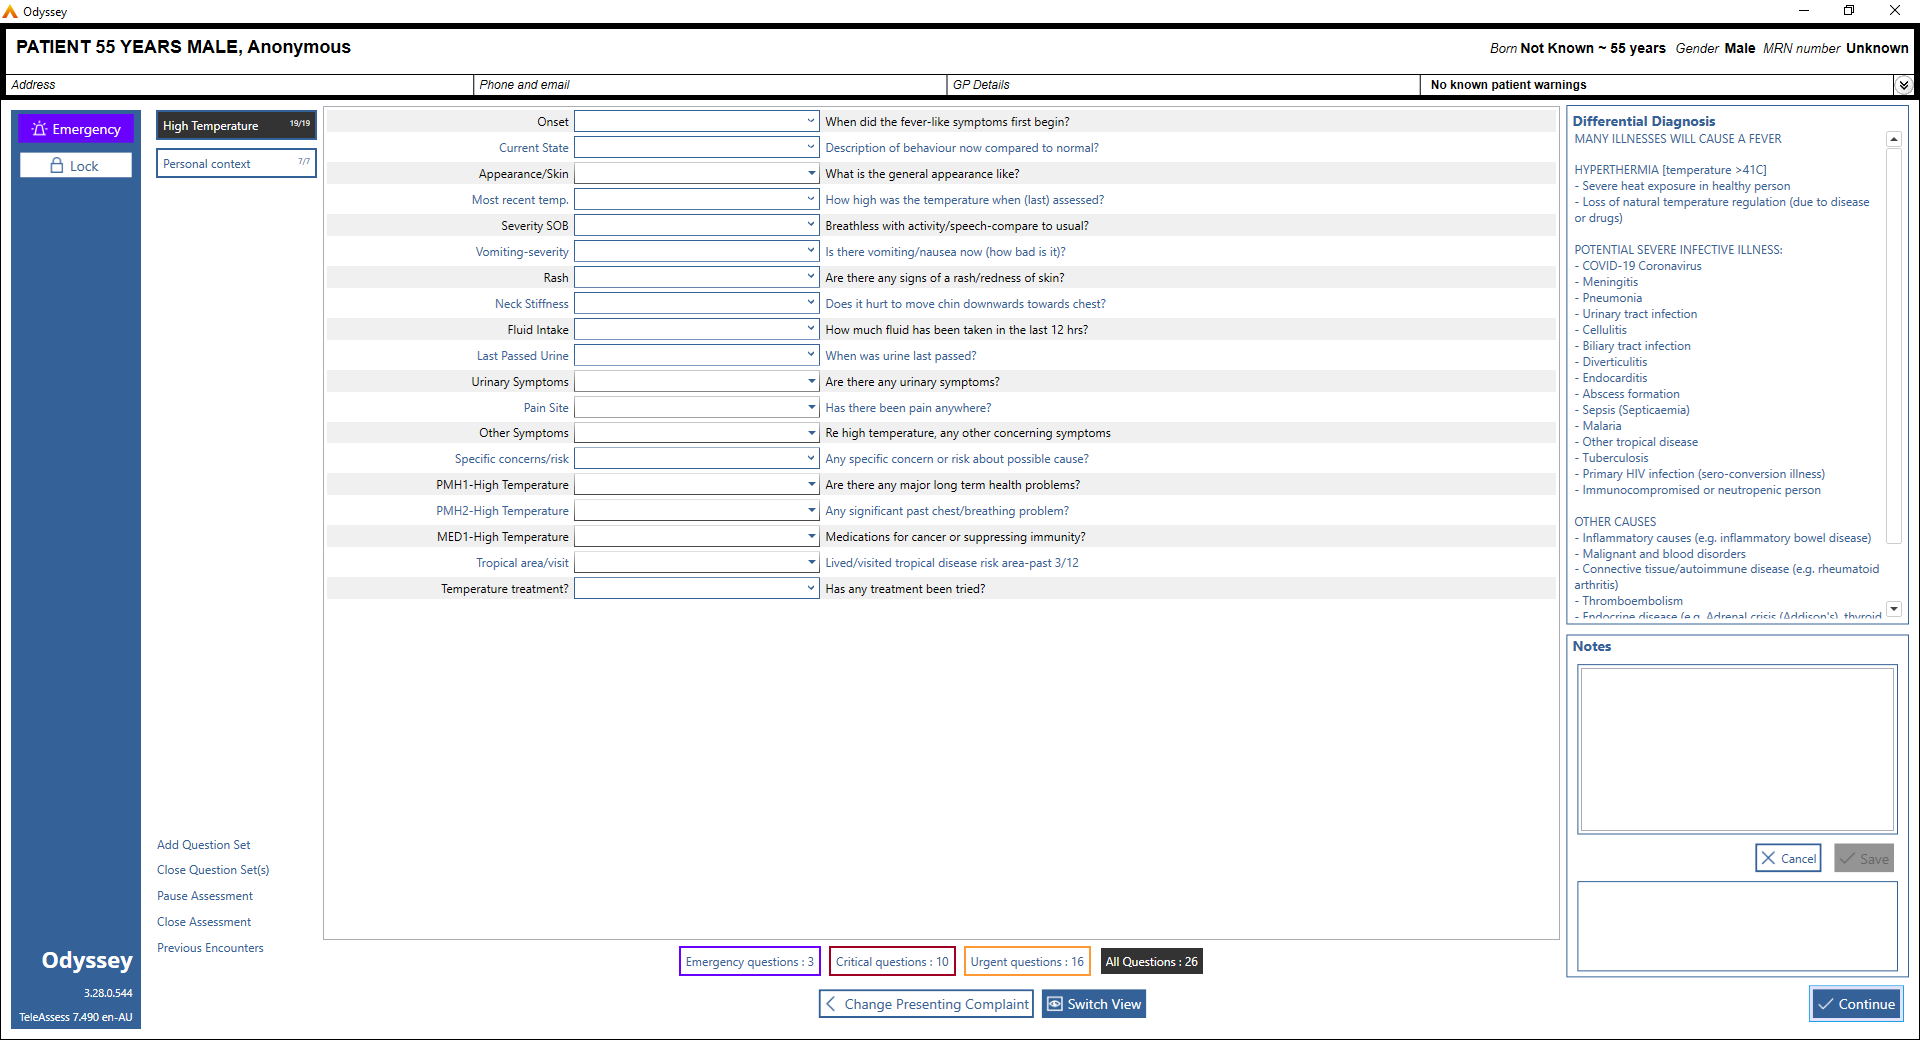 Odyssey
PATIENT 55 YEARS MALE, Anonymous
Born Not Known ~ 55 years Gender Male MRN number Unknown
Address
Phone and email
GP Details
No known patient warnings
Emergency
Lock
High Temperature 19/19
Personal context 7/7
Onset When did the fever-like symptoms first begin?
Current State Description of behaviour now compared to normal?
Appearance/Skin What is the general appearance like?
Most recent temp. How high was the temperature when (last) assessed?
Severity SOB Breathless with activity/speech-compare to usual?
Vomiting-severity Is there vomiting/nausea now (how bad is it)?
Rash Are there any signs of a rash/redness of skin?
Neck Stiffness Does it hurt to move chin downwards towards chest?
Fluid Intake How much fluid has been taken in the last 12 hrs?
Last Passed Urine When was urine last passed?
Urinary Symptoms Are there any urinary symptoms?
Pain Site Has there been pain anywhere?
Other Symptoms Re high temperature, any other concerning symptoms
Specific concerns/risk Any specific concern or risk about possible cause?
PMH1-High Temperature Are there any major long term health problems?
PMH2-High Temperature Any significant past chest/breathing problem?
MED1-High Temperature Medications for cancer or suppressing immunity?
Tropical area/visit Lived/visited tropical disease risk area-past 3/12
Temperature treatment? Has any treatment been tried?
Differential Diagnosis
MANY ILLNESSES WILL CAUSE A FEVER
HYPERTHERMIA [temperature >41C]
- Severe heat exposure in healthy person
- Loss of natural temperature regulation (due to disease
or drugs)
POTENTIAL SEVERE INFECTIVE ILLNESS:
- COVID-19 Coronavirus
- Meningitis
- Pneumonia
- Urinary tract infection
- Cellulitis
- Biliary tract infection
- Diverticulitis
- Endocarditis
- Abscess formation
- Sepsis (Septicaemia)
- Malaria
- Other tropical disease
- Tuberculosis
- Primary HIV infection (sero-conversion illness)
- Immunocompromised or neutropenic person
OTHER CAUSES
- Inflammatory causes (e.g. inflammatory bowel disease)
- Malignant and blood disorders
- Connective tissue/autoimmune disease (e.g. rheumatoid
arthritis)
- Thromboembolism
- Endocrine disease (e.g. Adrenal crisis (Addison's), thyroid
Notes
Cancel
Save
Add Question Set
Close Question Set(s)
Pause Assessment
Close Assessment
Previous Encounters
Odyssey
3.28.0.544
TeleAssess 7.490 en-AU
Emergency questions : 3
Critical questions : 10
Urgent questions : 16
All Questions : 26
Change Presenting Complaint
Switch View
Continue